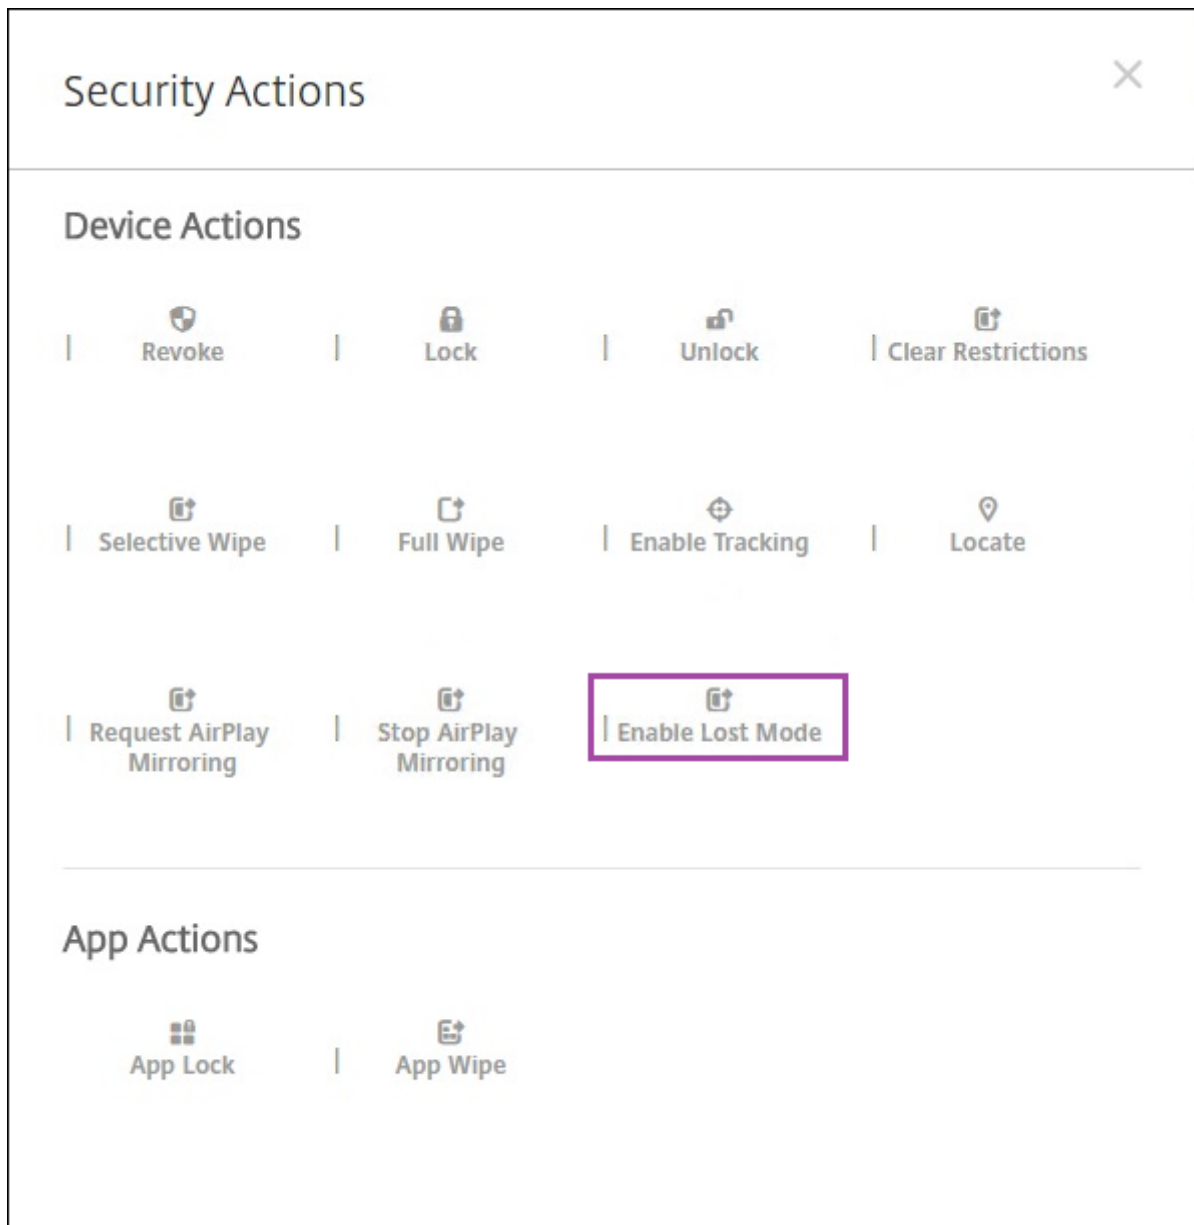 Security Actions
Device Actions
Revoke
Lock
Unlock
Clear Restrictions
Selective Wipe
Full Wipe
Enable Tracking
Locate
Request AirPlay
Mirroring
Stop AirPlay
Mirroring
Enable Lost Mode
App Actions
App Lock
App Wipe